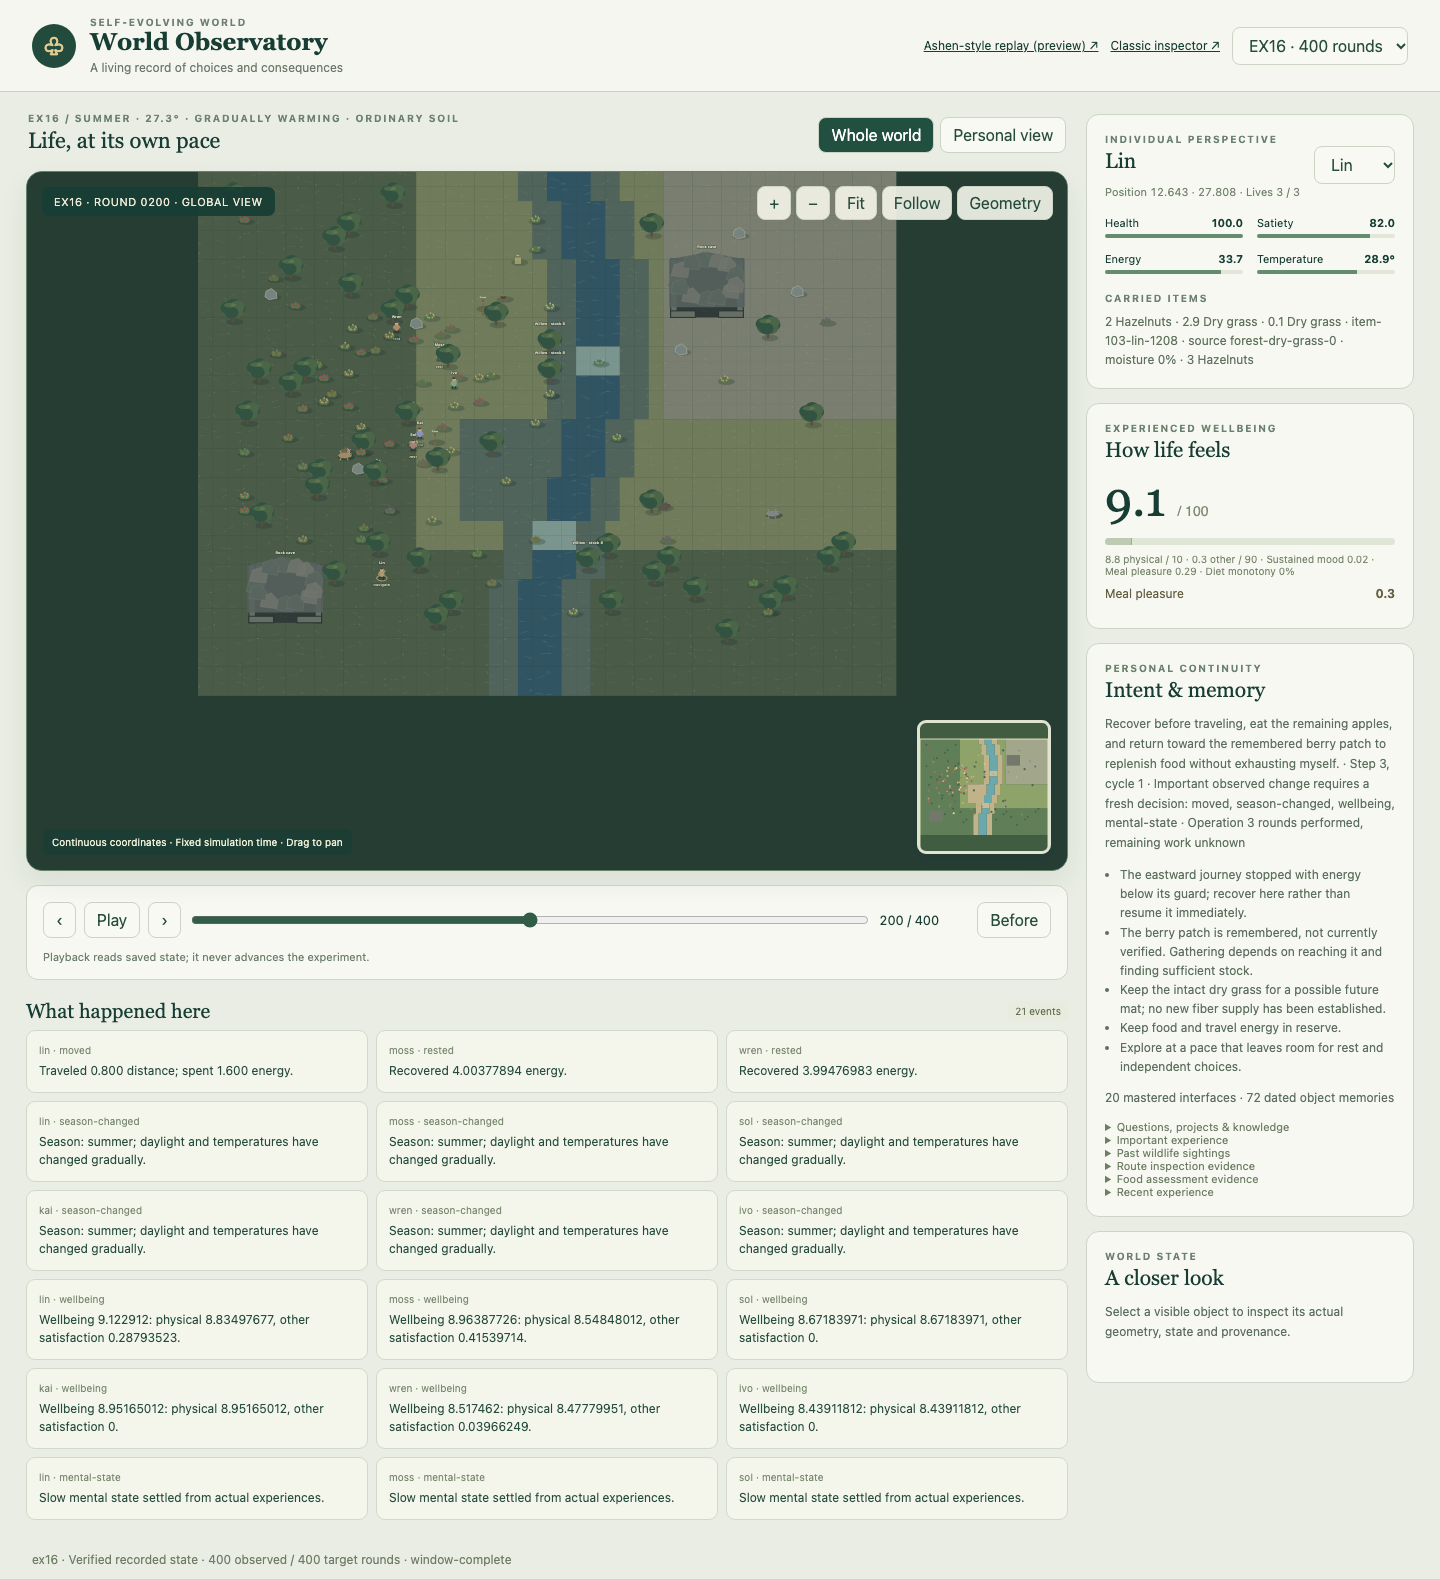 SELF-EVOLVING WORLD
World Observatory
A living record of choices and consequences
Ashen-style replay (preview) ↗
Classic inspector ↗
EX16 · 400 rounds
EX16 / SUMMER · 27.3° · GRADUALLY WARMING · ORDINARY SOIL
Life, at its own pace
Whole world
Personal view
EX16 · ROUND 0200 · GLOBAL VIEW
+
−
Fit
Follow
Geometry
Rock cave
Wren
Willow · stock 8
Moss
Willow · stock 8
Willow · stock 8
Rock cave
Lin
navigate
Continuous coordinates · Fixed simulation time · Drag to pan
‹
Play
›
200 / 400
Before
Playback reads saved state; it never advances the experiment.
What happened here
21 events
lin · moved
Traveled 0.800 distance; spent 1.600 energy.
moss · rested
Recovered 4.00377894 energy.
wren · rested
Recovered 3.99476983 energy.
lin · season-changed
Season: summer; daylight and temperatures have
changed gradually.
moss · season-changed
Season: summer; daylight and temperatures have
changed gradually.
sol · season-changed
Season: summer; daylight and temperatures have
changed gradually.
kai · season-changed
Season: summer; daylight and temperatures have
changed gradually.
wren · season-changed
Season: summer; daylight and temperatures have
changed gradually.
ivo · season-changed
Season: summer; daylight and temperatures have
changed gradually.
lin · wellbeing
Wellbeing 9.122912: physical 8.83497677, other
satisfaction 0.28793523.
moss · wellbeing
Wellbeing 8.96387726: physical 8.54848012, other
satisfaction 0.41539714.
sol · wellbeing
Wellbeing 8.67183971: physical 8.67183971, other
satisfaction 0.
kai · wellbeing
Wellbeing 8.95165012: physical 8.95165012, other
satisfaction 0.
wren · wellbeing
Wellbeing 8.517462: physical 8.47779951, other
satisfaction 0.03966249.
ivo · wellbeing
Wellbeing 8.43911812: physical 8.43911812, other
satisfaction 0.
lin · mental-state
Slow mental state settled from actual experiences.
moss · mental-state
Slow mental state settled from actual experiences.
sol · mental-state
Slow mental state settled from actual experiences.
INDIVIDUAL PERSPECTIVE
Lin
Lin
Position 12.643 · 27.808 · Lives 3 / 3
Health 100.0
Satiety 82.0
Energy 33.7
Temperature 28.9°
CARRIED ITEMS
2 Hazelnuts · 2.9 Dry grass · 0.1 Dry grass · item-
103-lin-1208 · source forest-dry-grass-0 ·
moisture 0% · 3 Hazelnuts
EXPERIENCED WELLBEING
How life feels
9.1 / 100
8.8 physical / 10 · 0.3 other / 90 · Sustained mood 0.02 ·
Meal pleasure 0.29 · Diet monotony 0%
Meal pleasure 0.3
PERSONAL CONTINUITY
Intent & memory
Recover before traveling, eat the remaining apples,
and return toward the remembered berry patch to
replenish food without exhausting myself. · Step 3,
cycle 1 · Important observed change requires a
fresh decision: moved, season-changed, wellbeing,
mental-state · Operation 3 rounds performed,
remaining work unknown
• The eastward journey stopped with energy
below its guard; recover here rather than
resume it immediately.
• The berry patch is remembered, not currently
verified. Gathering depends on reaching it and
finding sufficient stock.
• Keep the intact dry grass for a possible future
mat; no new fiber supply has been established.
• Keep food and travel energy in reserve.
• Explore at a pace that leaves room for rest and
independent choices.
20 mastered interfaces · 72 dated object memories
▶ Questions, projects & knowledge
▶ Important experience
▶ Past wildlife sightings
▶ Route inspection evidence
▶ Food assessment evidence
▶ Recent experience
WORLD STATE
A closer look
Select a visible object to inspect its actual
geometry, state and provenance.
ex16 · Verified recorded state · 400 observed / 400 target rounds · window-complete